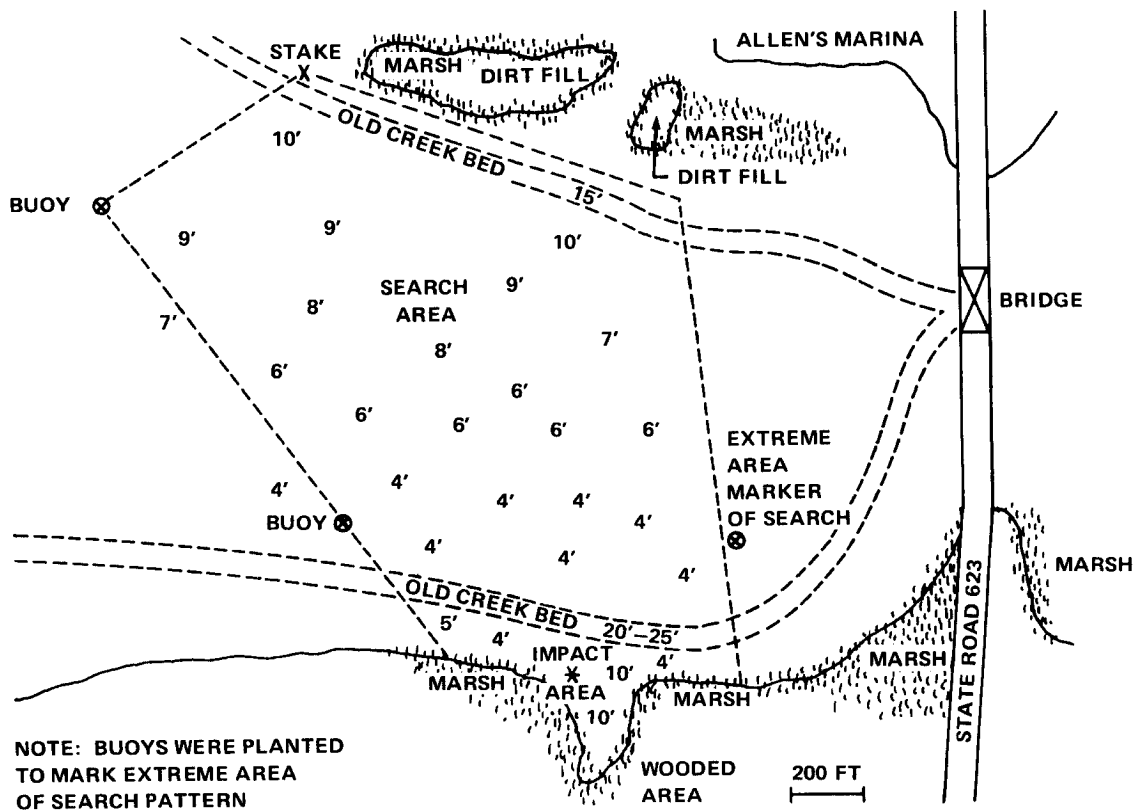 STAKE
X
MARSH
DIRT FILL
ALLEN'S MARINA
OLD CREEK BED
10'
MARSH
DIRT FILL
BUOY
15'
9'
9'
10'
SEARCH
AREA
9'
BRIDGE
7'
8'
8'
7'
6'
6'
6'
6'
6'
6'
EXTREME
AREA
MARKER
OF SEARCH
4'
4'
4'
4'
4'
BUOY
4'
4'
4'
MARSH
OLD CREEK BED
5'
4'
20'–25'
IMPACT
AREA
10'
4'
10'
MARSH
MARSH
MARSH
STATE ROAD 623
NOTE: BUOYS WERE PLANTED
TO MARK EXTREME AREA
OF SEARCH PATTERN
WOODED
AREA
200 FT